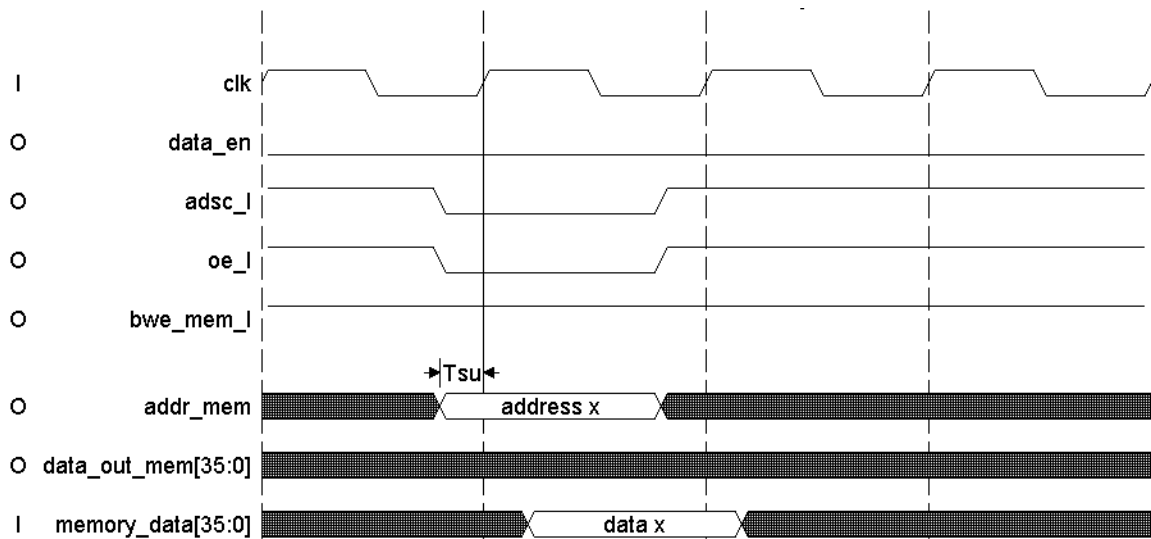 I clk
O data_en
O adsc_l
O oe_l
O bwe_mem_l
Tsu
O addr_mem address x
O data_out_mem[35:0]
I memory_data[35:0] data x